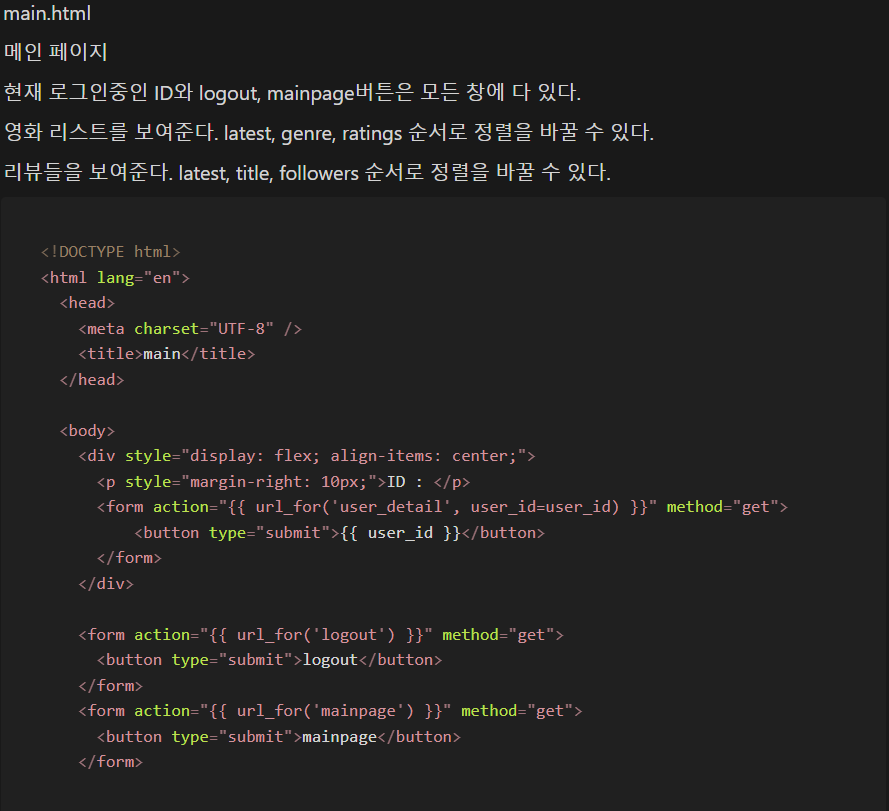 main.html
메인 페이지
현재 로그인중인 ID와 logout, mainpage버튼은 모든 창에 다 있다.
영화 리스트를 보여준다. latest, genre, ratings 순서로 정렬을 바꿀 수 있다.
리뷰들을 보여준다. latest, title, followers 순서로 정렬을 바꿀 수 있다.
<!DOCTYPE html>
<html lang="en">
  <head>
    <meta charset="UTF-8" />
    <title>main</title>
  </head>

  <body>
    <div style="display: flex; align-items: center;">
      <p style="margin-right: 10px;">ID : </p>
      <form action="{{ url_for('user_detail', user_id=user_id) }}" method="get">
          <button type="submit">{{ user_id }}</button>
      </form>
    </div>

    <form action="{{ url_for('logout') }}" method="get">
      <button type="submit">logout</button>
    </form>
    <form action="{{ url_for('mainpage') }}" method="get">
      <button type="submit">mainpage</button>
    </form>